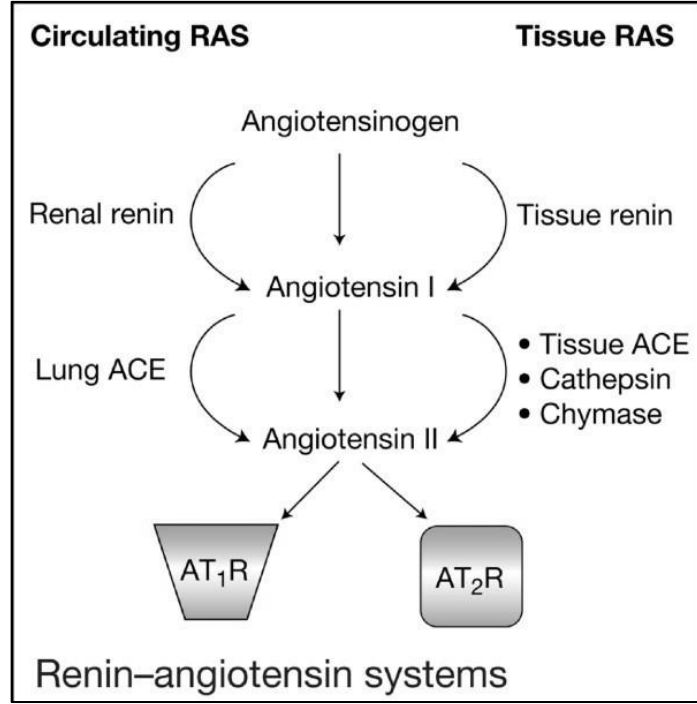 Circulating RAS
Tissue RAS
Angiotensinogen
Renal renin
Tissue renin
Angiotensin I
Lung ACE
• Tissue ACE
• Cathepsin
• Chymase
Angiotensin II
AT₁R
AT₂R
Renin–angiotensin systems